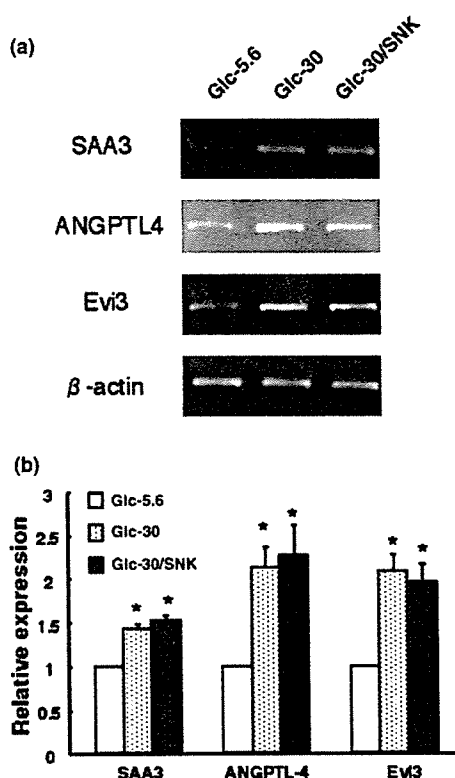 (a)
Glc-5.6 Glc-30 Glc-30/SNK
SAA3
ANGPTL4
Evi3
β-actin
(b)
Relative expression
3
2.5
2
1.5
1
0.5
0
Glc-5.6
Glc-30
Glc-30/SNK
* * * * * *
SAA3 ANGPTL-4 Evi3